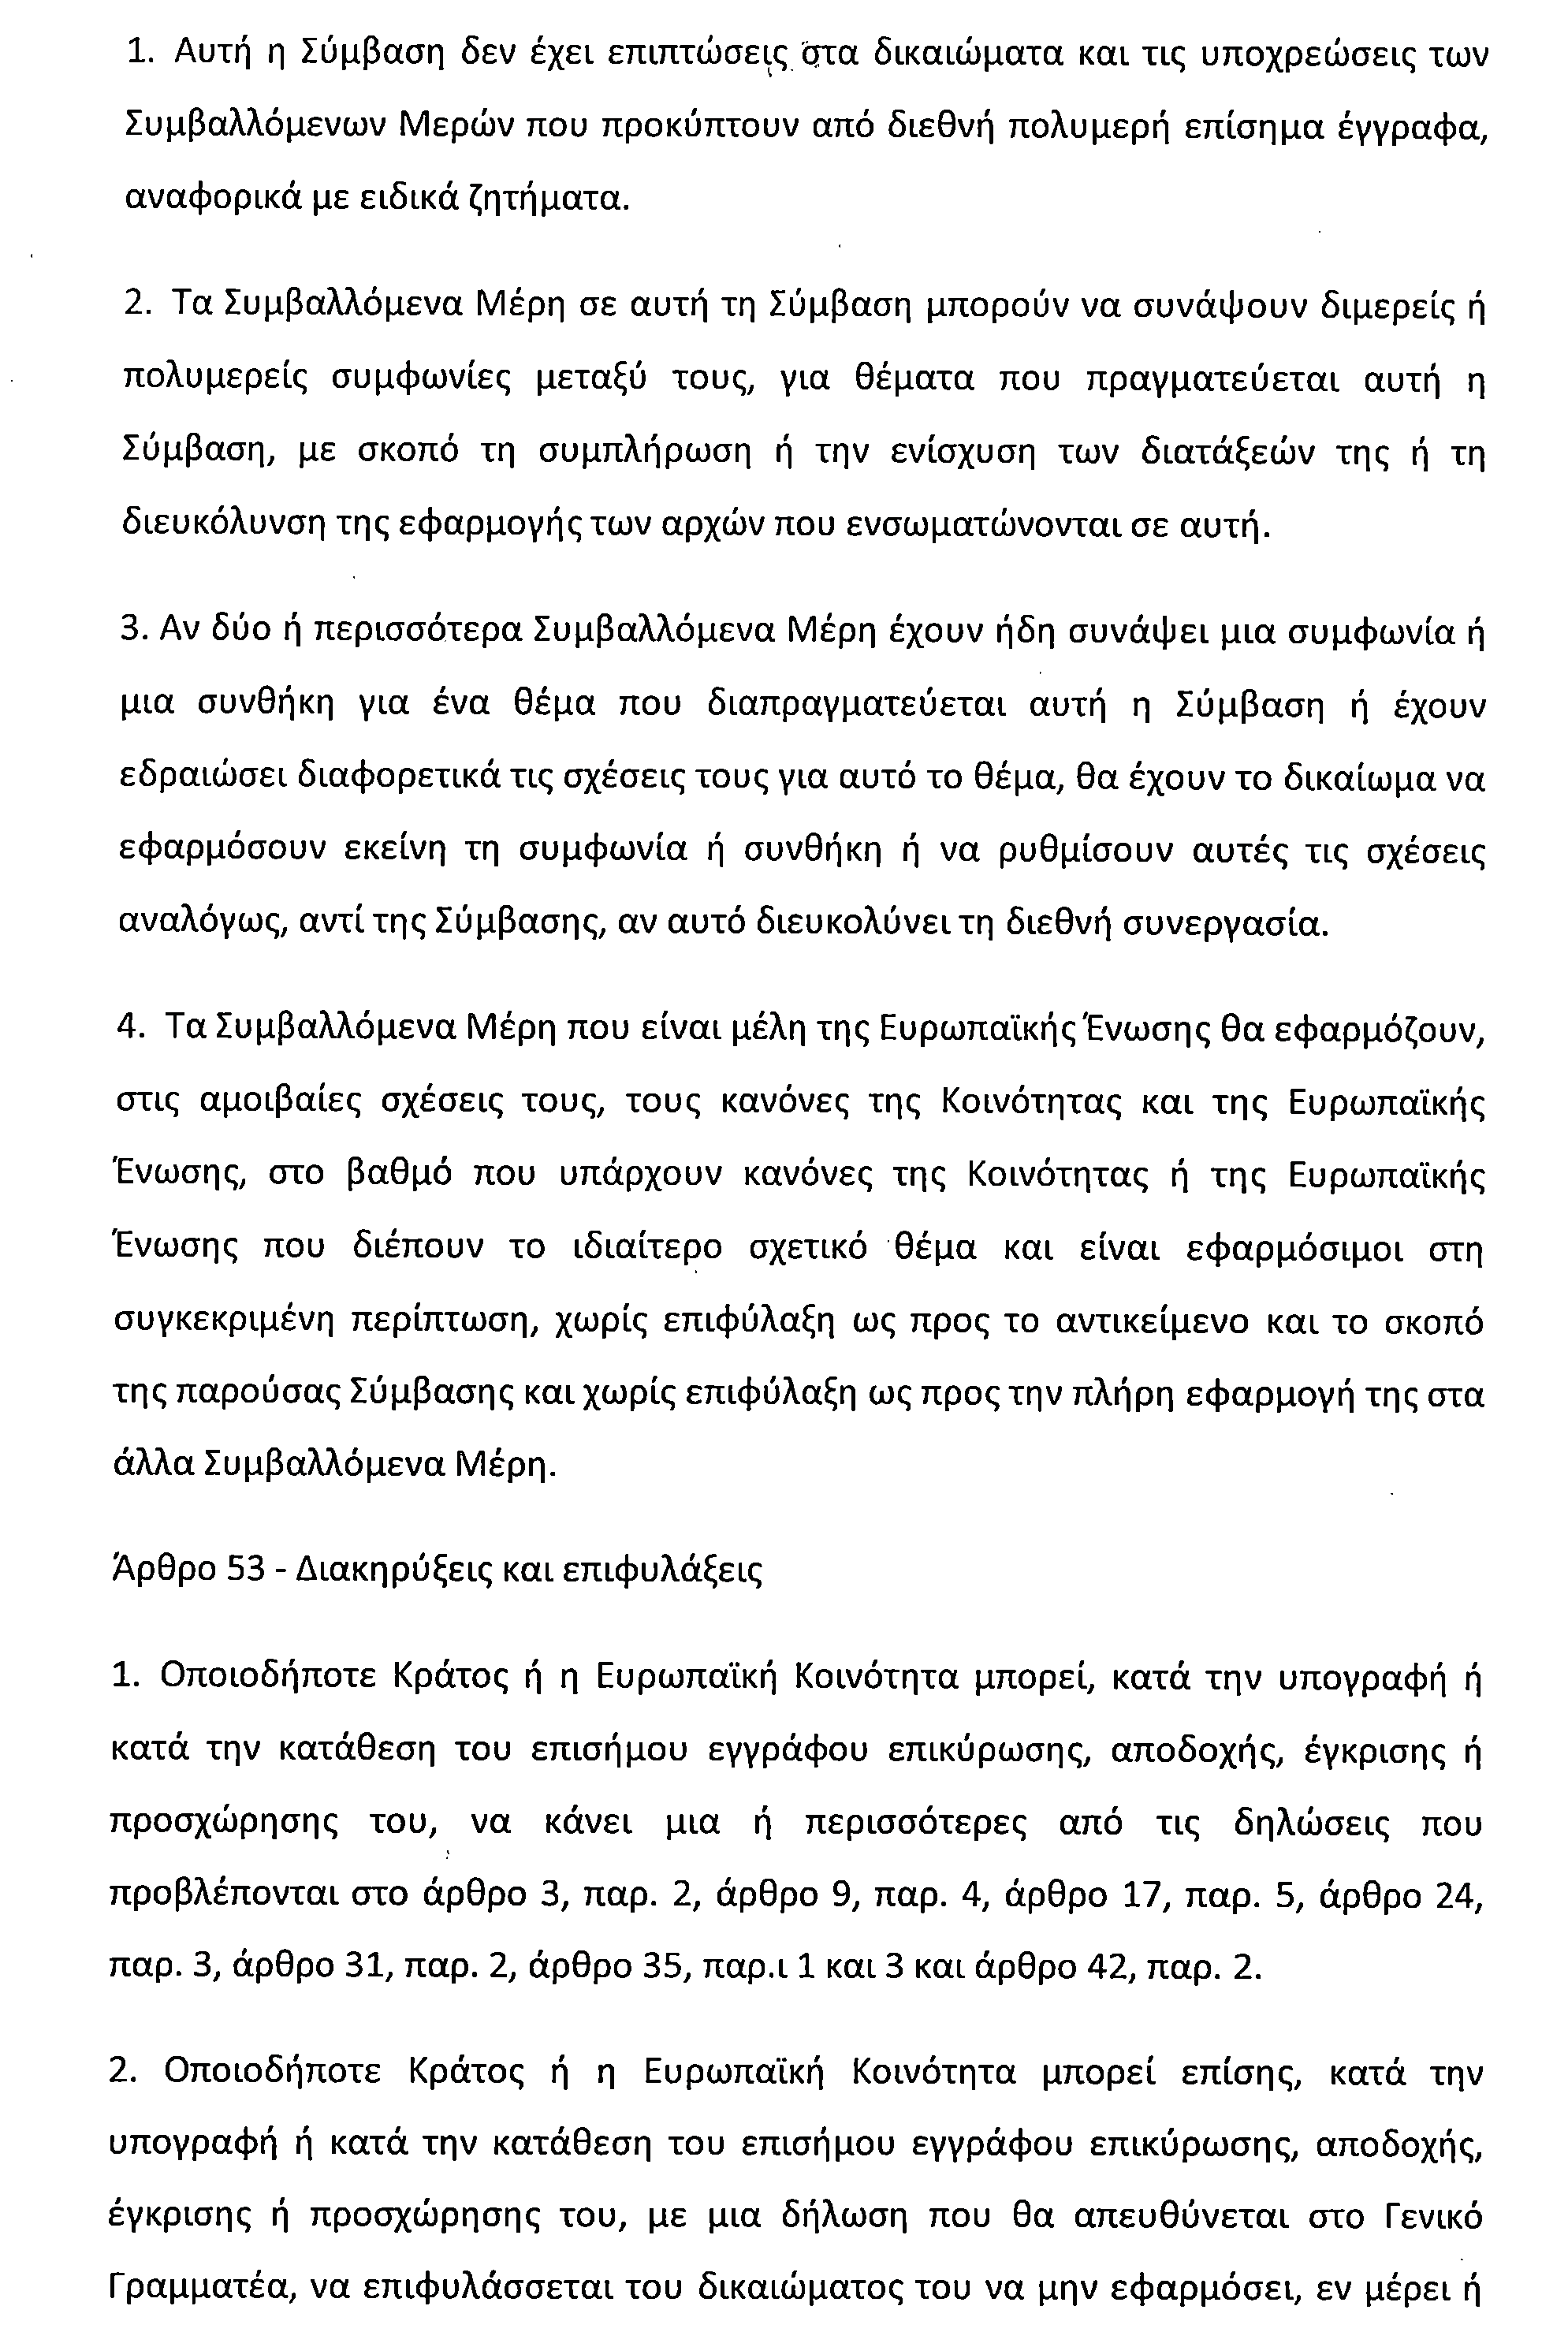 1. Αυτή η Σύμβαση δεν έχει επιπτώσεις στα δικαιώματα και τις υποχρεώσεις των
Συμβαλλόμενων Μερών που προκύπτουν από διεθνή πολυμερή επίσημα έγγραφα,
αναφορικά με ειδικά ζητήματα.
2. Τα Συμβαλλόμενα Μέρη σε αυτή τη Σύμβαση μπορούν να συνάψουν διμερείς ή
πολυμερείς συμφωνίες μεταξύ τους, για θέματα που πραγματεύεται αυτή η
Σύμβαση, με σκοπό τη συμπλήρωση ή την ενίσχυση των διατάξεών της ή τη
διευκόλυνση της εφαρμογής των αρχών που ενσωματώνονται σε αυτή.
3. Αν δύο ή περισσότερα Συμβαλλόμενα Μέρη έχουν ήδη συνάψει μια συμφωνία ή
μια συνθήκη για ένα θέμα που διαπραγματεύεται αυτή η Σύμβαση ή έχουν
εδραιώσει διαφορετικά τις σχέσεις τους για αυτό το θέμα, θα έχουν το δικαίωμα να
εφαρμόσουν εκείνη τη συμφωνία ή συνθήκη ή να ρυθμίσουν αυτές τις σχέσεις
αναλόγως, αντί της Σύμβασης, αν αυτό διευκολύνει τη διεθνή συνεργασία.
4. Τα Συμβαλλόμενα Μέρη που είναι μέλη της Ευρωπαϊκής Ένωσης θα εφαρμόζουν,
στις αμοιβαίες σχέσεις τους, τους κανόνες της Κοινότητας και της Ευρωπαϊκής
Ένωσης, στο βαθμό που υπάρχουν κανόνες της Κοινότητας ή της Ευρωπαϊκής
Ένωσης που διέπουν το ιδιαίτερο σχετικό θέμα και είναι εφαρμόσιμοι στη
συγκεκριμένη περίπτωση, χωρίς επιφύλαξη ως προς το αντικείμενο και το σκοπό
της παρούσας Σύμβασης και χωρίς επιφύλαξη ως προς την πλήρη εφαρμογή της στα
άλλα Συμβαλλόμενα Μέρη.
Άρθρο 53 - Διακηρύξεις και επιφυλάξεις
1. Οποιοδήποτε Κράτος ή η Ευρωπαϊκή Κοινότητα μπορεί, κατά την υπογραφή ή
κατά την κατάθεση του επισήμου εγγράφου επικύρωσης, αποδοχής, έγκρισης ή
προσχώρησης του, να κάνει μια ή περισσότερες από τις δηλώσεις που
προβλέπονται στο άρθρο 3, παρ. 2, άρθρο 9, παρ. 4, άρθρο 17, παρ. 5, άρθρο 24,
παρ. 3, άρθρο 31, παρ. 2, άρθρο 35, παρ.ι 1 και 3 και άρθρο 42, παρ. 2.
2. Οποιοδήποτε Κράτος ή η Ευρωπαϊκή Κοινότητα μπορεί επίσης, κατά την
υπογραφή ή κατά την κατάθεση του επισήμου εγγράφου επικύρωσης, αποδοχής,
έγκρισης ή προσχώρησης του, με μια δήλωση που θα απευθύνεται στο Γενικό
Γραμματέα, να επιφυλάσσεται του δικαιώματος του να μην εφαρμόσει, εν μέρει ή